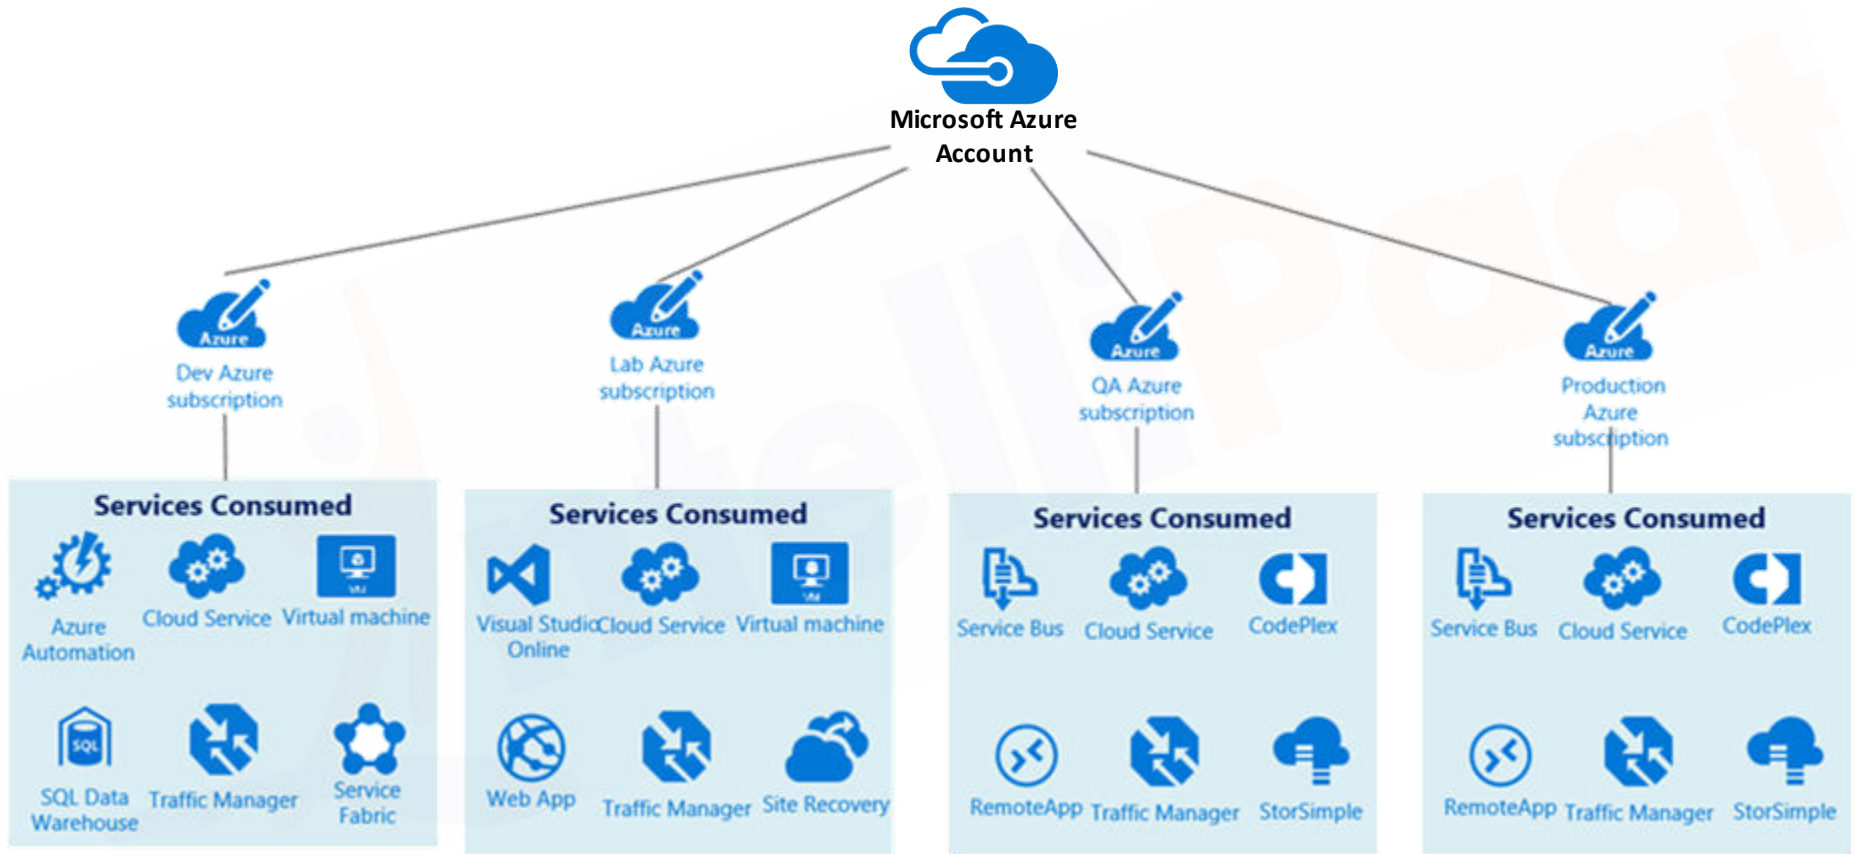 Microsoft Azure
Account
Azure
Dev Azure
subscription
Azure
Lab Azure
subscription
Azure
QA Azure
subscription
Azure
Production
Azure
subscription
Services Consumed
Azure
Automation
Cloud Service
Virtual machine
SQL
SQL Data
Warehouse
Traffic Manager
Service
Fabric
Services Consumed
Visual Studio
Online
Cloud Service
Virtual machine
Web App
Traffic Manager
Site Recovery
Services Consumed
Service Bus
Cloud Service
CodePlex
RemoteApp
Traffic Manager
StorSimple
Services Consumed
Service Bus
Cloud Service
CodePlex
RemoteApp
Traffic Manager
StorSimple
intelliPaat